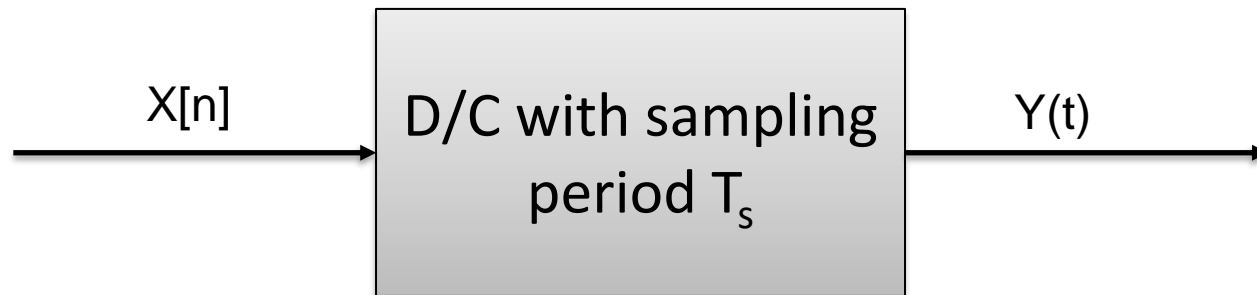 X[n]
D/C with sampling
period Ts
Y(t)